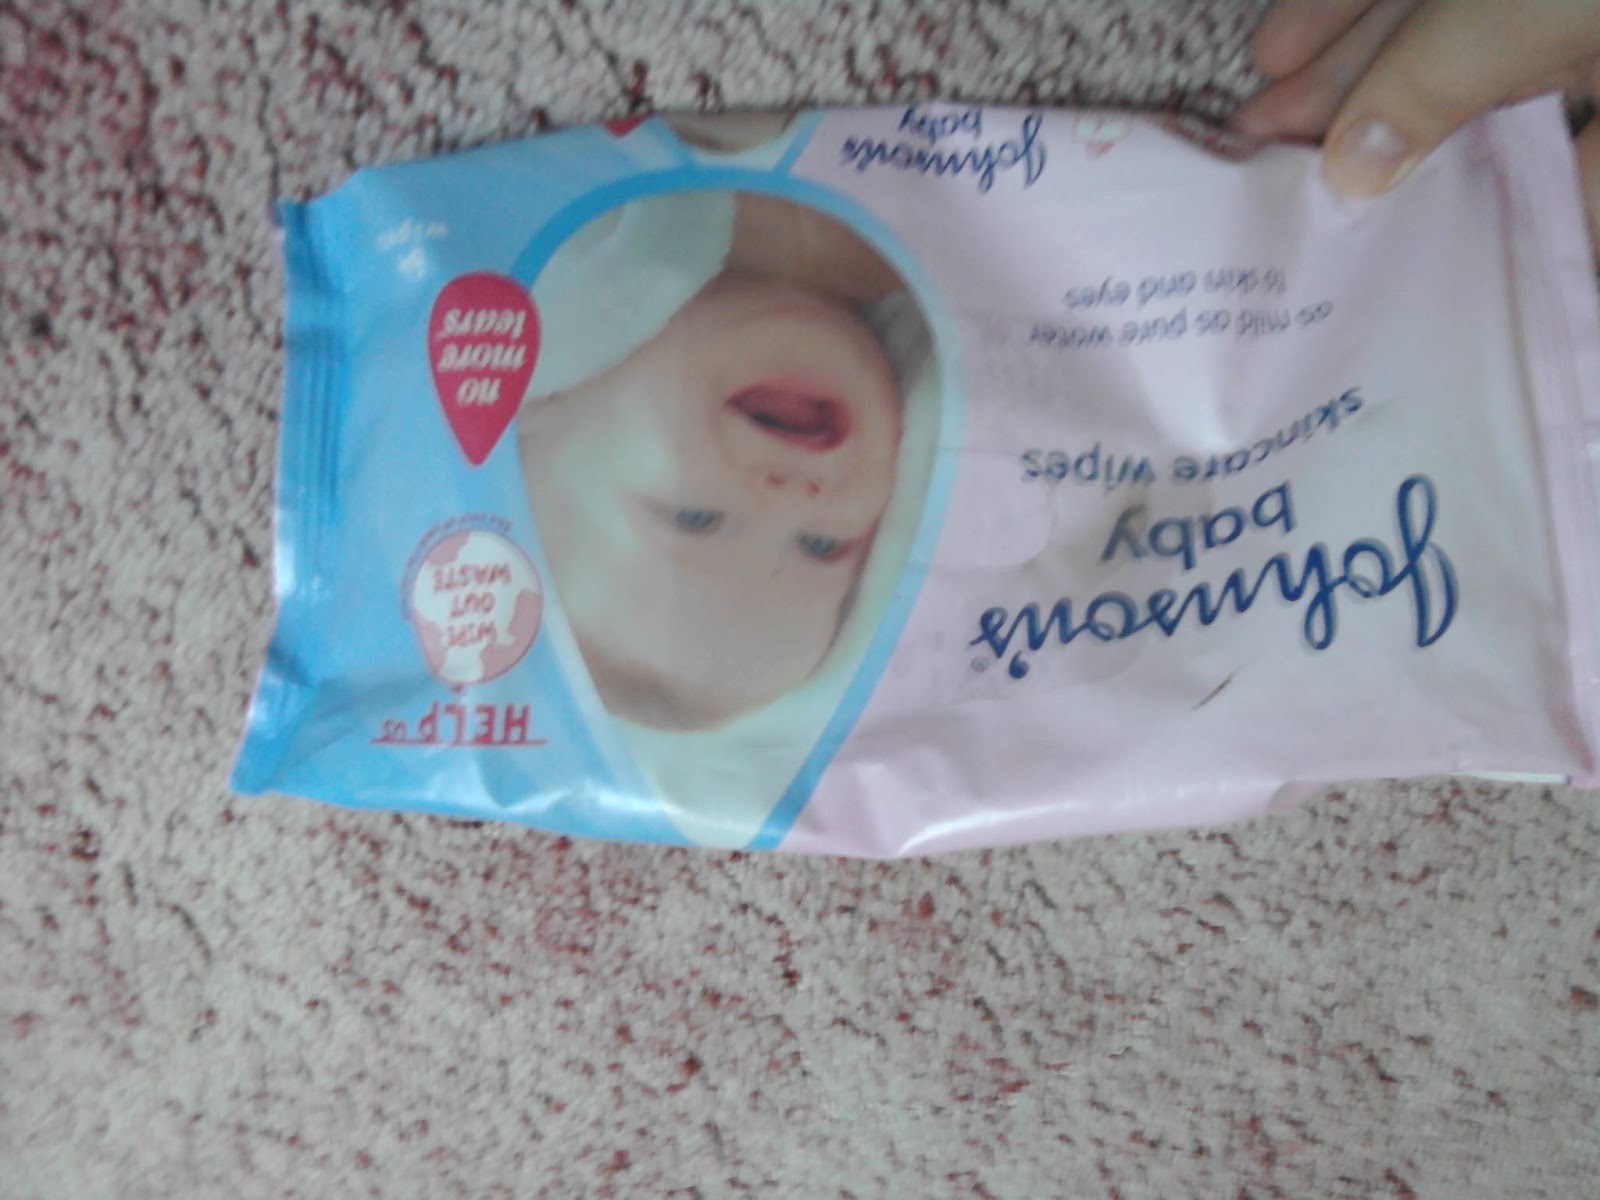 Johnson's®
baby
skincare wipes
as mild as pure water
to skin and eyes
HELP us
WIPE
OUT
WASTE
no
more
tears
wipes
Johnson's
baby